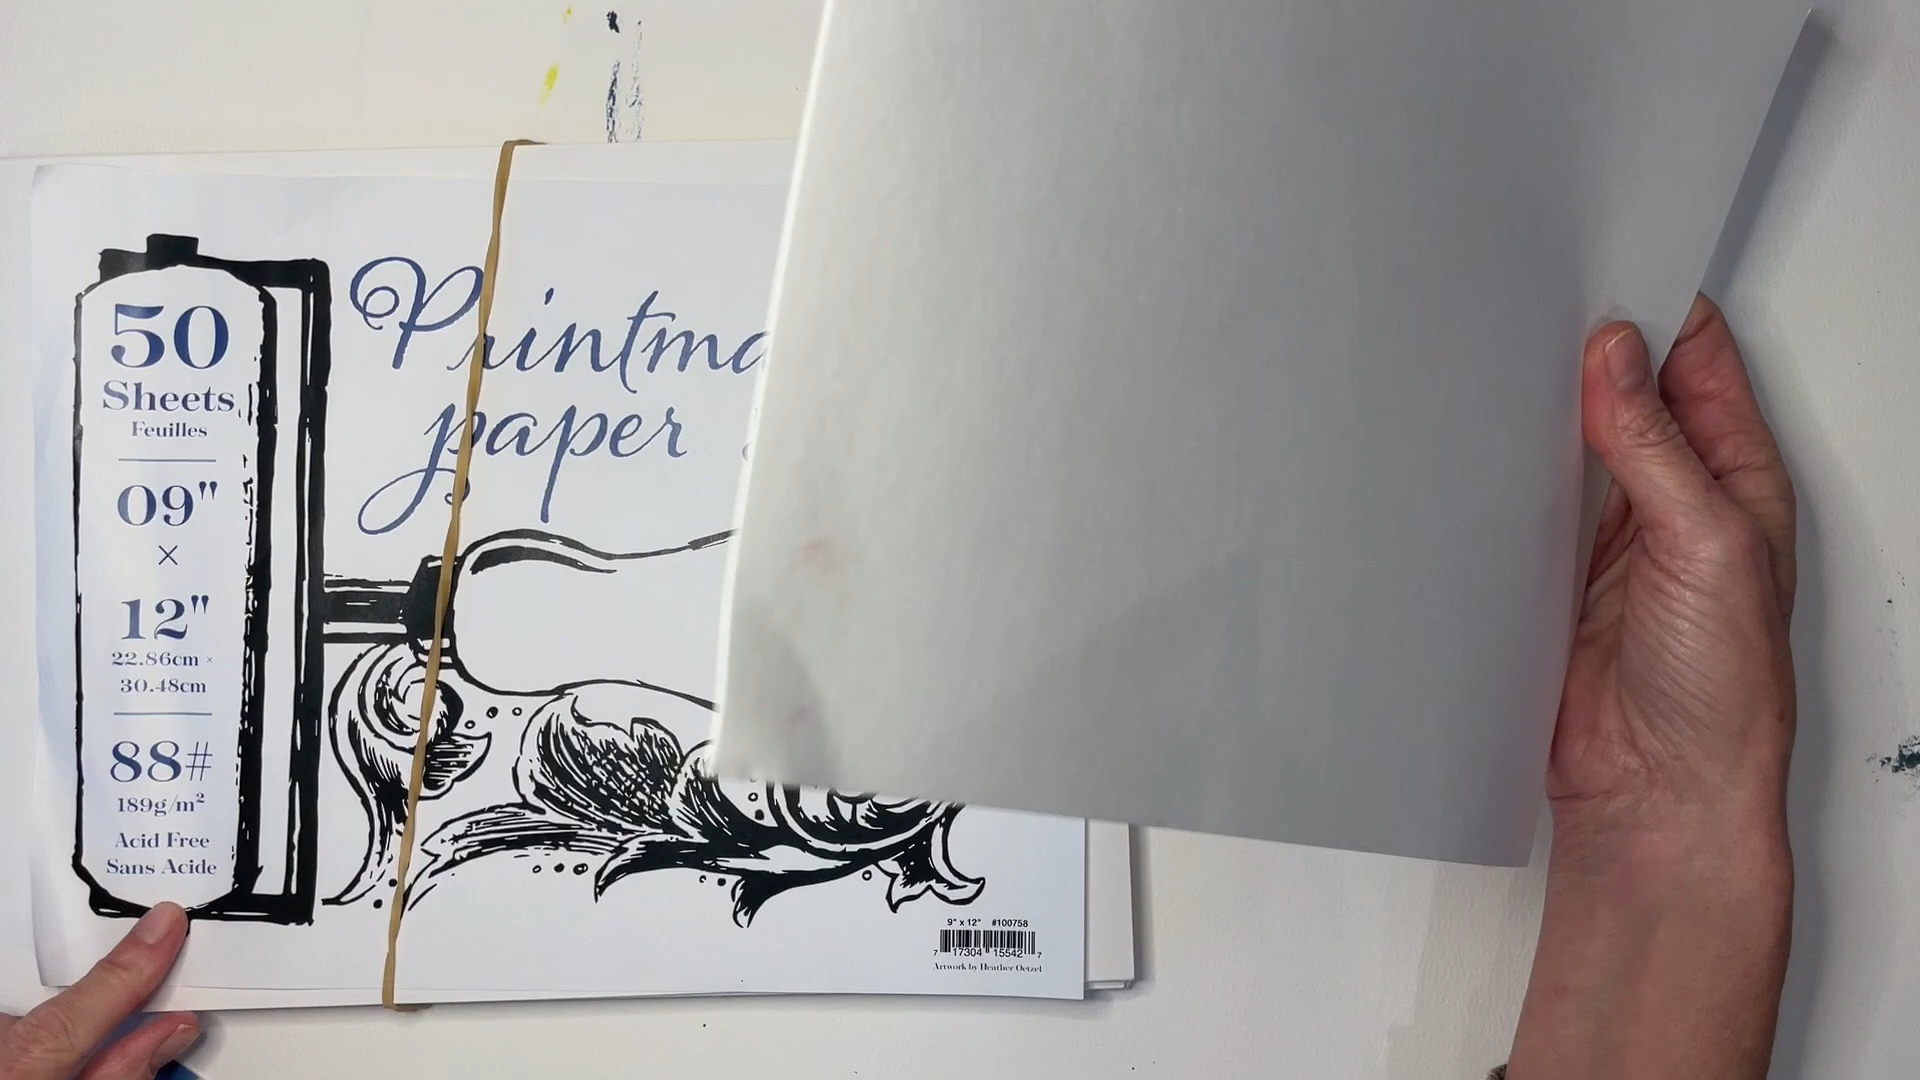 50
Sheets
Feuilles
09"
×
12"
22.86cm ×
30.48cm
88#
189g/m²
Acid Free
Sans Acide
Printma
paper
9" x 12" #100758
7 17304 15542 7
Artwork by Heather Oetzel